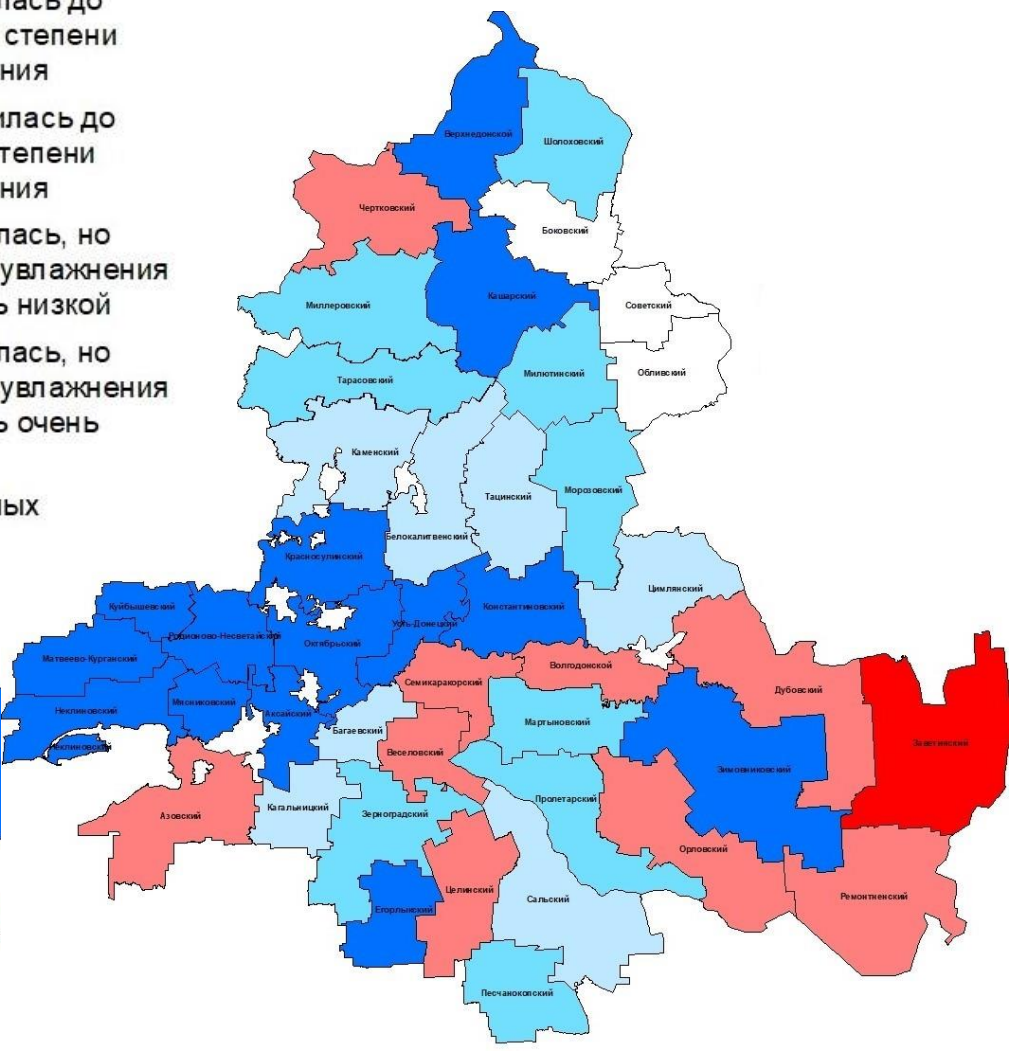 лась до
степени
ния
илась до
тепени
ния
лась, но
увлажнения
ь низкой
лась, но
увлажнения
ь очень
ых
Верхнедонской
Шолоховский
Чертковский
Боковский
Кашарский
Советский
Миллеровский
Обливский
Милютинский
Тарасовский
Каменский
Тацинский
Морозовский
Белокалитвенский
Красносулинский
Цимлянский
Куйбышевский
Константиновский
Усть-Донецкий
Родионово-Несветайский
Октябрьский
Матвеево-Курганский
Волгодонской
Семикаракорский
Дубовский
Мясниковский
Неклиновский
Аксайский
Мартыновский
Багаевский
Заветинский
Неклиновский
Веселовский
Зимовниковский
Пролетарский
Кагальницкий
Зерноградский
Азовский
Орловский
Целинский
Ремонтненский
Сальский
Егорлыкский
Песчанокопский